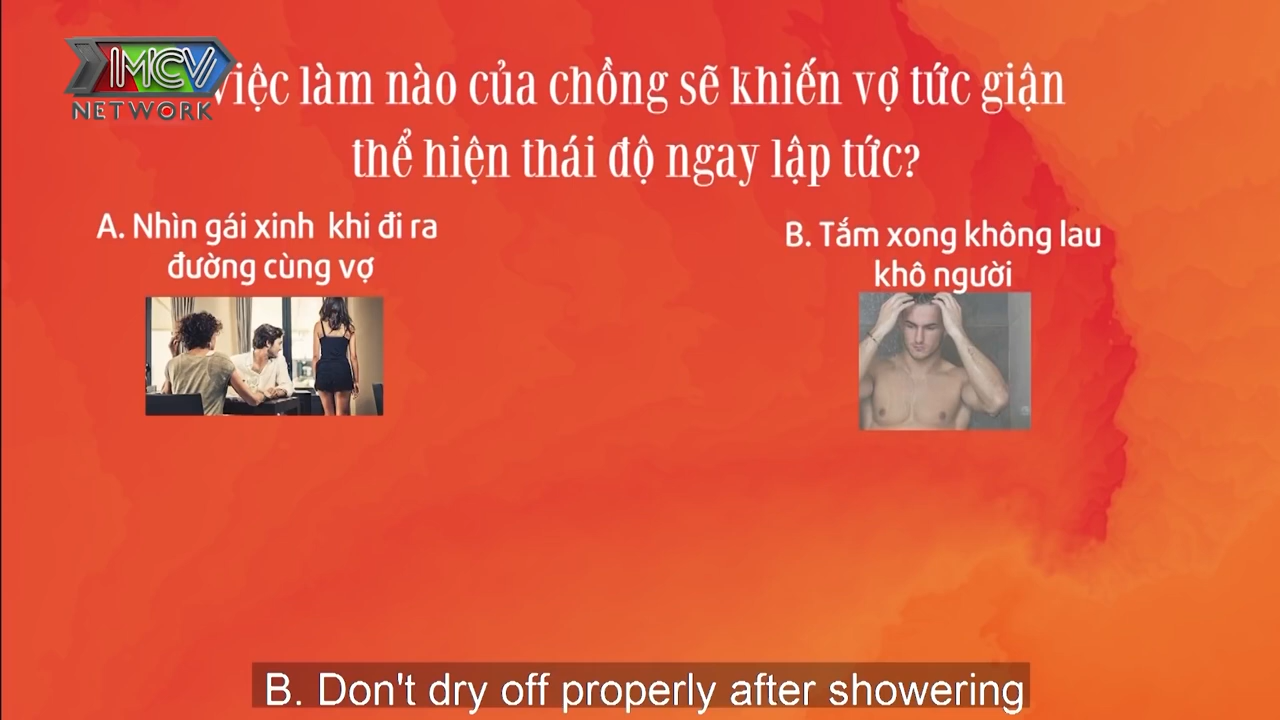 MCV
NETWORK
việc làm nào của chồng sẽ khiến vợ tức giận
thể hiện thái độ ngay lập tức?
A. Nhìn gái xinh khi đi ra
đường cùng vợ
B. Tắm xong không lau
khô người
B. Don't dry off properly after showering